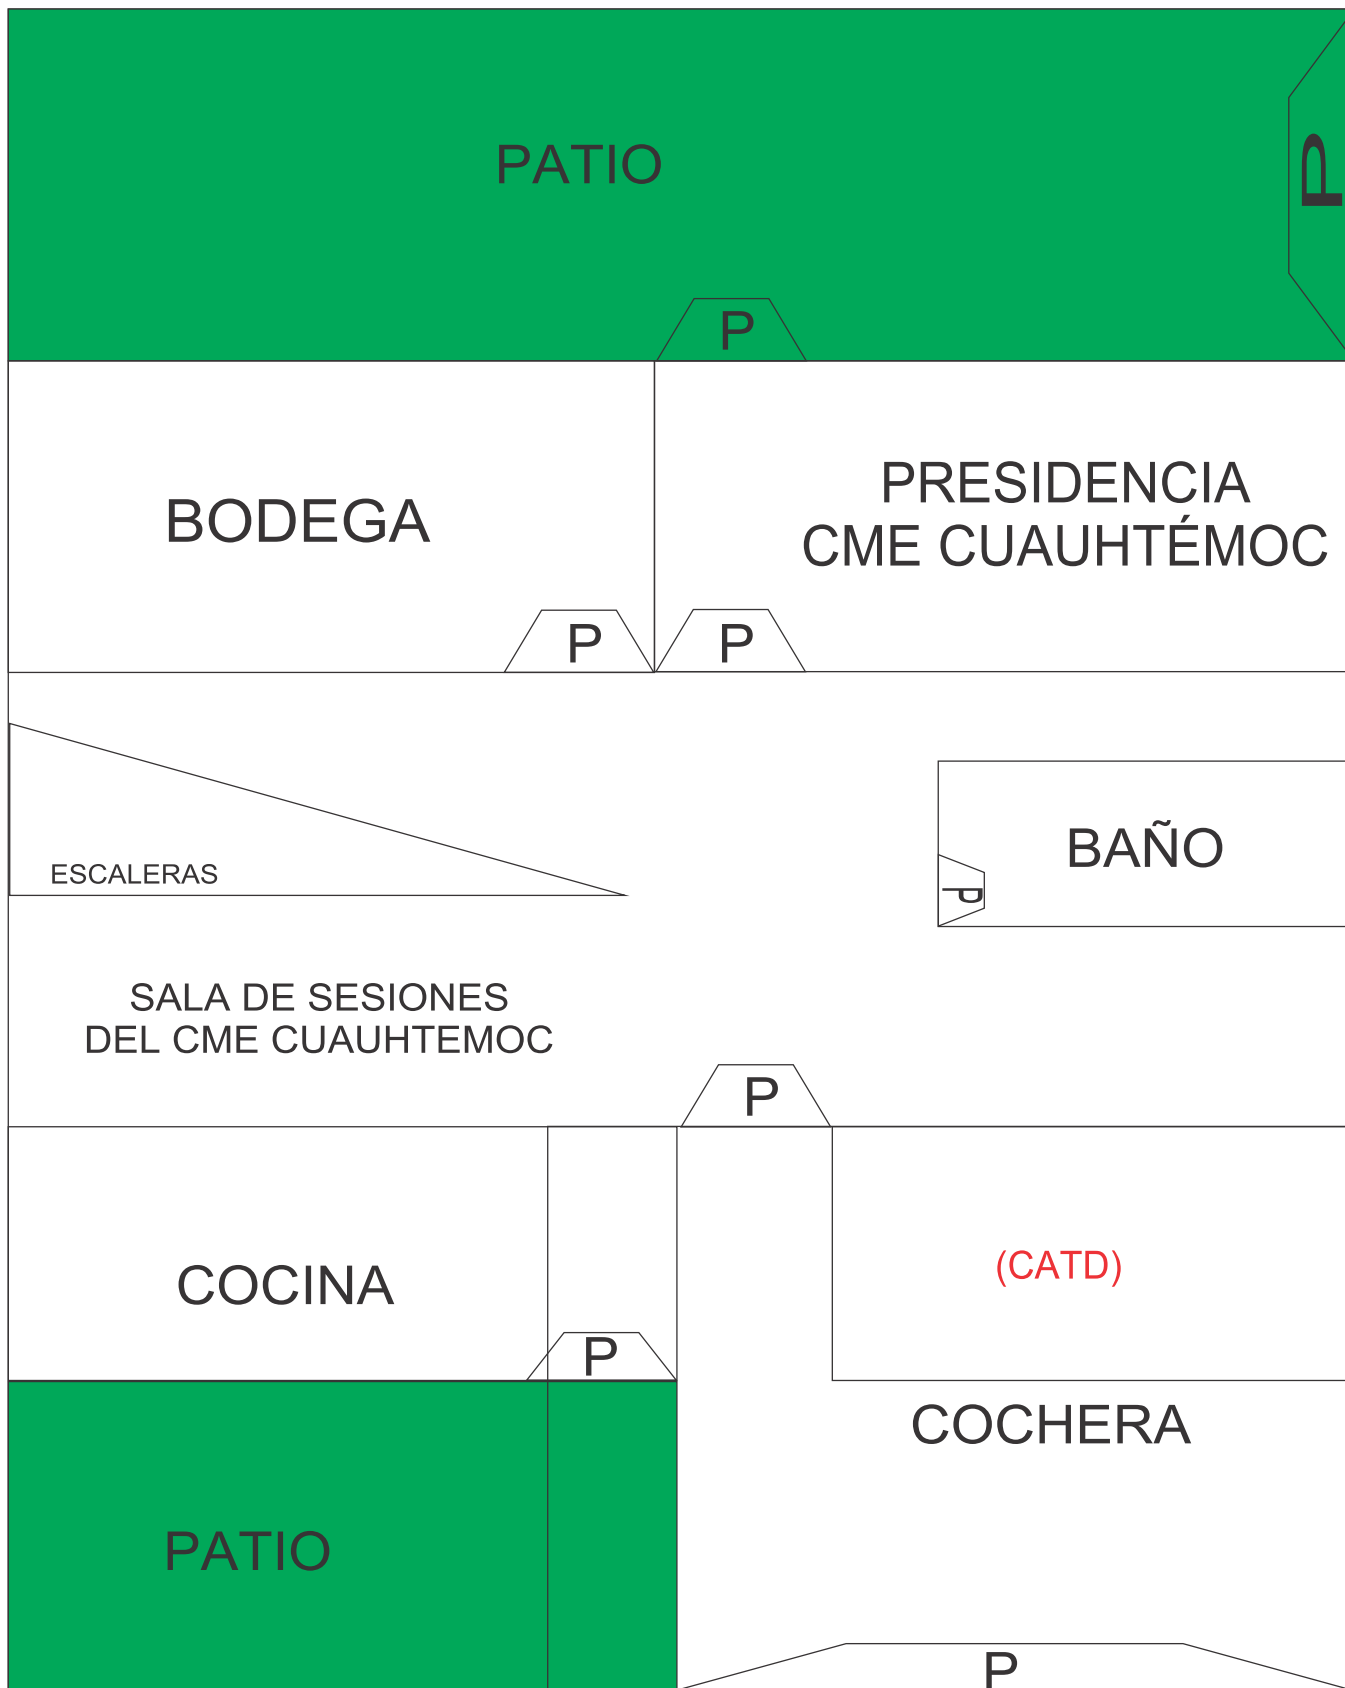 PATIO
P
P
BODEGA
PRESIDENCIA
CME CUAUHTÉMOC
P
P
BAÑO
ESCALERAS
P
SALA DE SESIONES
DEL CME CUAUHTEMOC
P
COCINA
(CATD)
P
COCHERA
PATIO
P